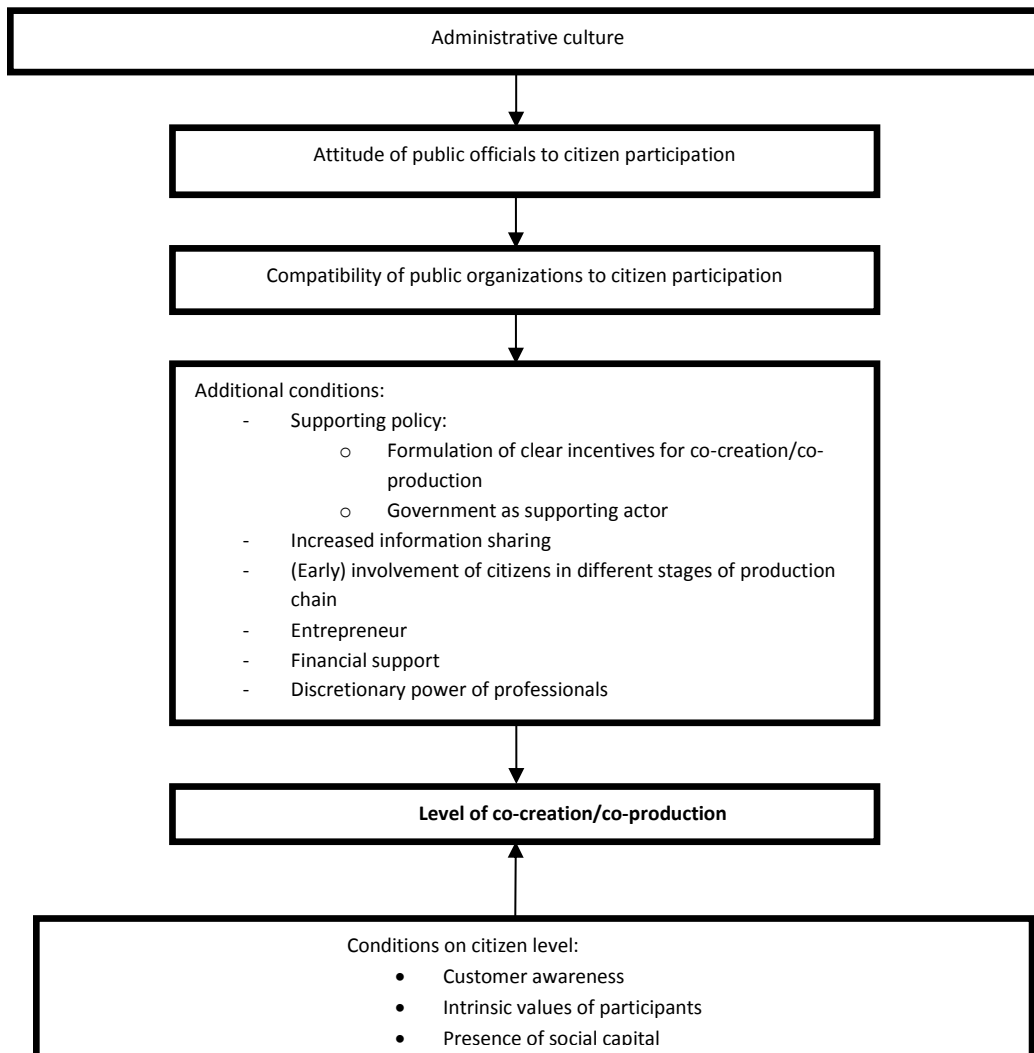 Administrative culture
Attitude of public officials to citizen participation
Compatibility of public organizations to citizen participation
Additional conditions:
- Supporting policy:
o Formulation of clear incentives for co-creation/co-
production
o Government as supporting actor
- Increased information sharing
- (Early) involvement of citizens in different stages of production
chain
- Entrepreneur
- Financial support
- Discretionary power of professionals
Level of co-creation/co-production
Conditions on citizen level:
• Customer awareness
• Intrinsic values of participants
• Presence of social capital